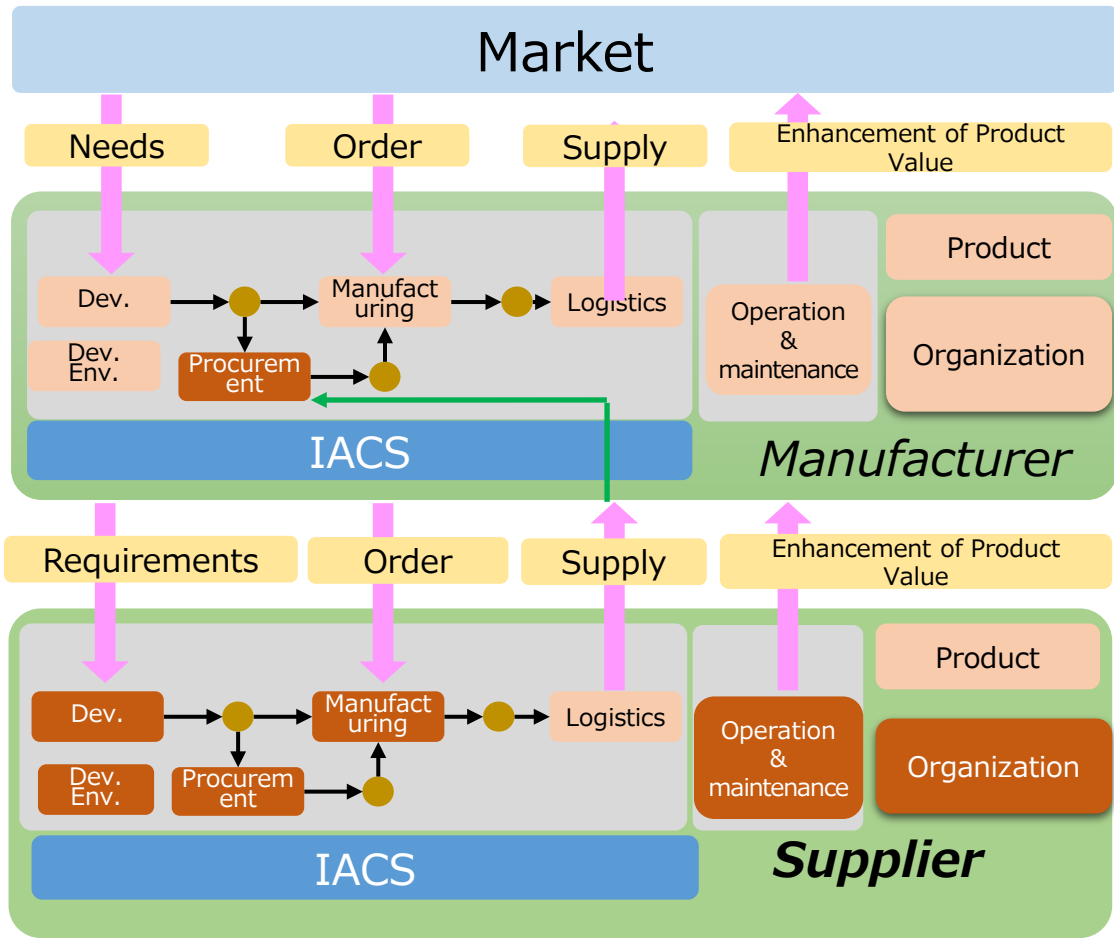 Market
Needs
Order
Supply
Enhancement of Product
Value
Dev.
Manufact
uring
Logistics
Dev.
Env.
Procurem
ent
Operation
&
maintenance
Product
Organization
IACS
Manufacturer
Requirements
Order
Supply
Enhancement of Product
Value
Dev.
Manufact
uring
Logistics
Dev.
Env.
Procurem
ent
Operation
&
maintenance
Product
Organization
IACS
Supplier